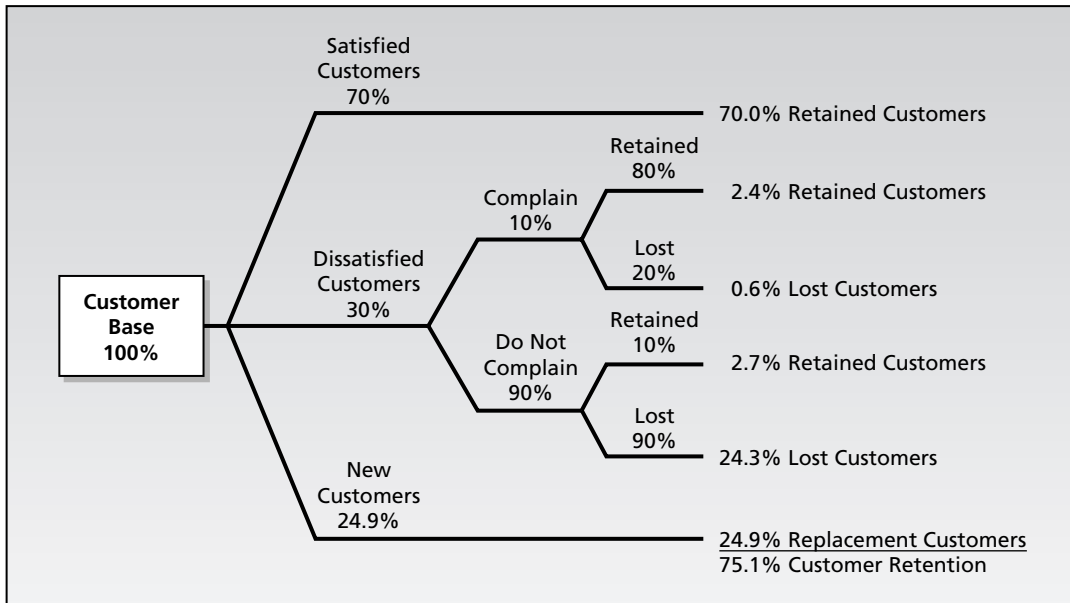 Satisfied
Customers
70%
70.0% Retained Customers
Retained
80%
2.4% Retained Customers
Complain
10%
Lost
20%
0.6% Lost Customers
Dissatisfied
Customers
30%
Customer
Base
100%
Do Not
Complain
90%
Retained
10%
2.7% Retained Customers
Lost
90%
24.3% Lost Customers
New
Customers
24.9%
24.9% Replacement Customers
75.1% Customer Retention